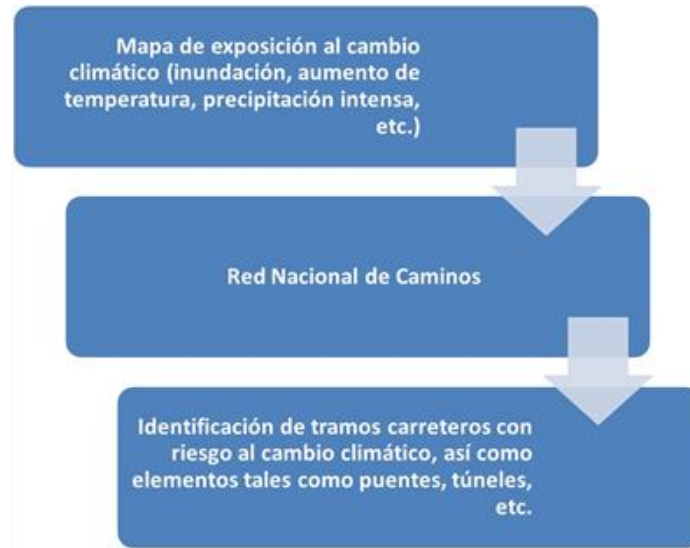 Mapa de exposición al cambio
climático (inundación, aumento de
temperatura, precipitación intensa,
etc.)
Red Nacional de Caminos
Identificación de tramos carreteros con
riesgo al cambio climático, así como
elementos tales como puentes, túneles,
etc.